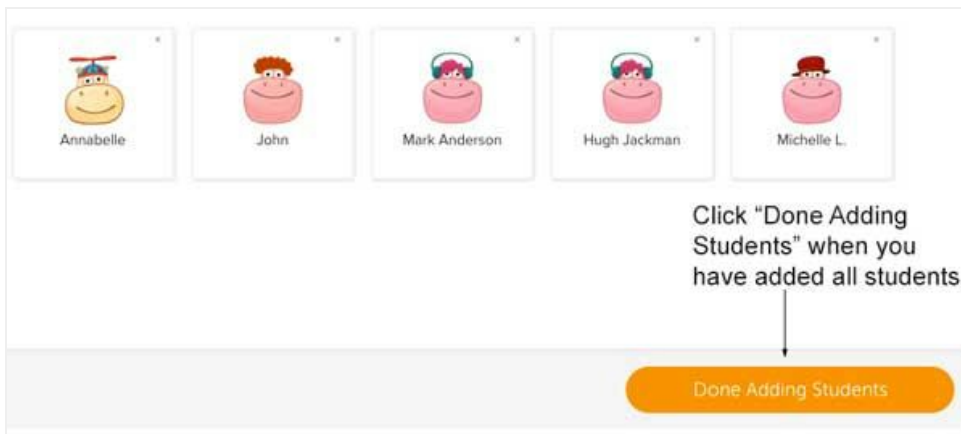 Annabelle
John
Mark Anderson
Hugh Jackman
Michelle L.
Click “Done Adding
Students” when you
have added all students
Done Adding Students